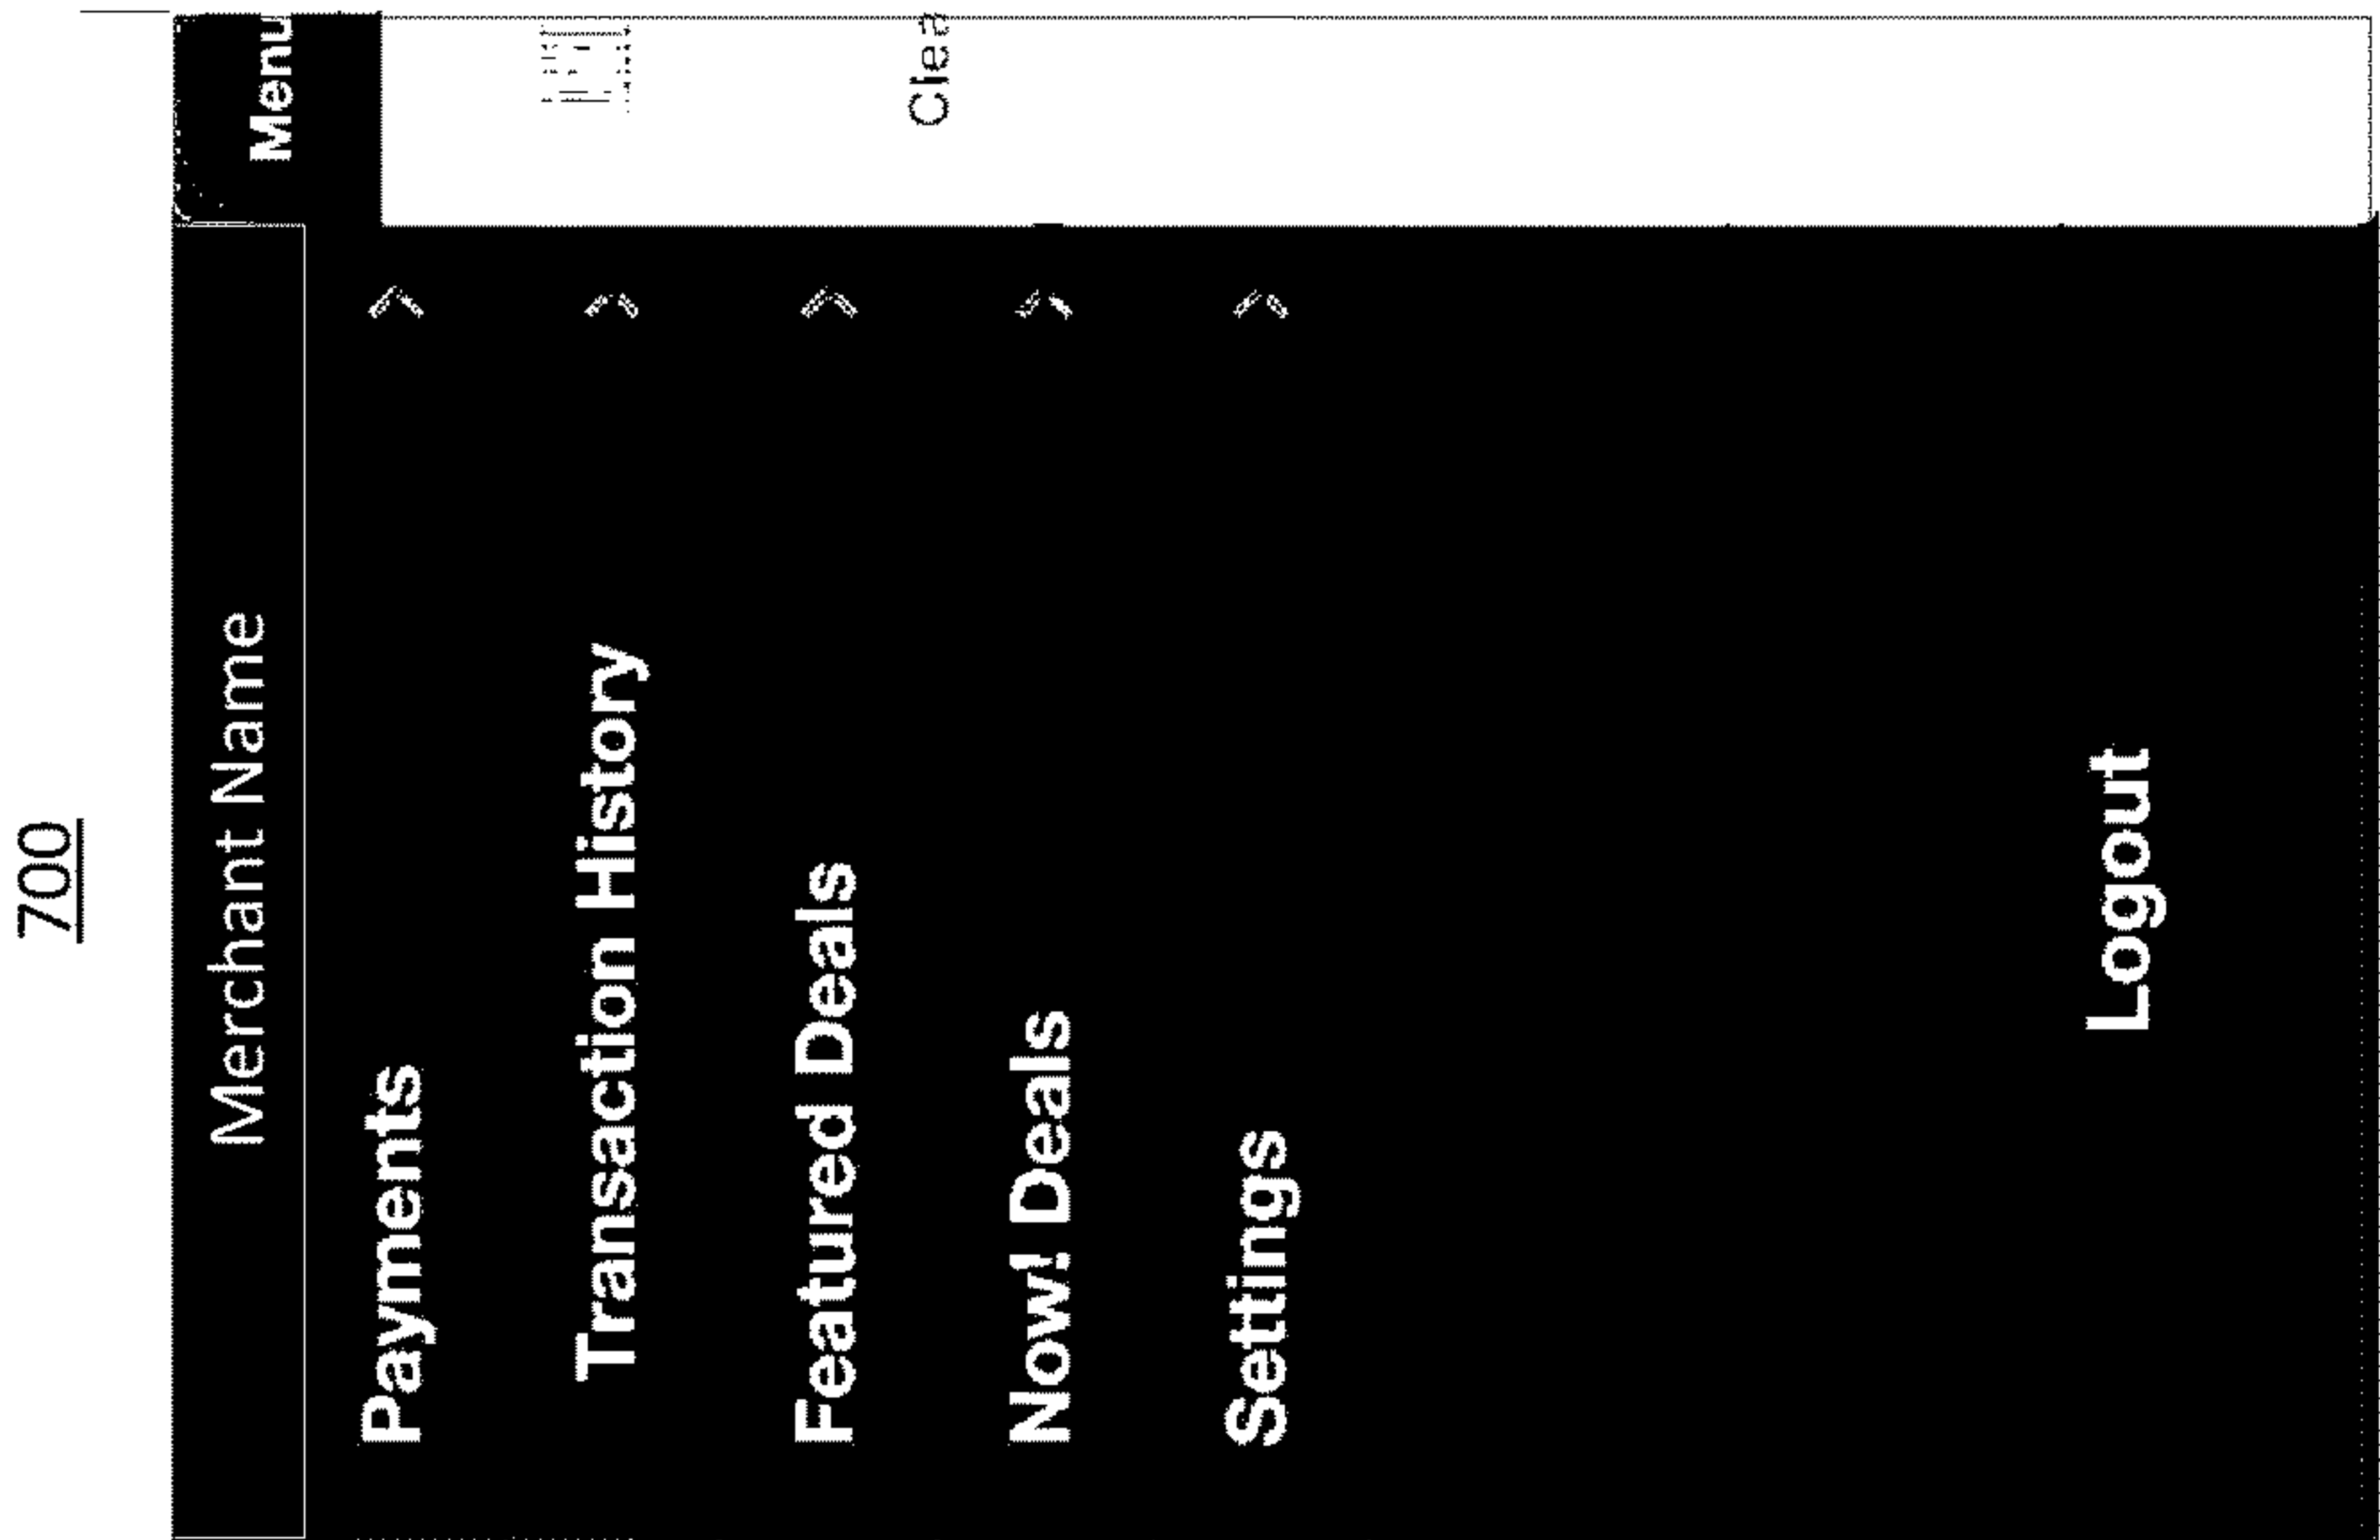 700
Merchant Name
Menu
Payments
Transaction History
Featured Deals
Now! Deals
Settings
Logout